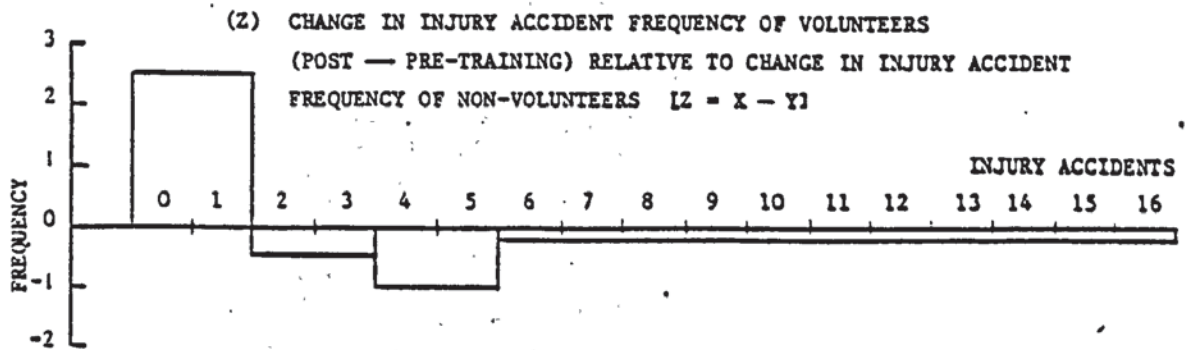 (Z) CHANGE IN INJURY ACCIDENT FREQUENCY OF VOLUNTEERS
(POST — PRE-TRAINING) RELATIVE TO CHANGE IN INJURY ACCIDENT
FREQUENCY OF NON-VOLUNTEERS [Z = X — Y]
3
2
1
0
-1
-2
FREQUENCY
INJURY ACCIDENTS
0 1 2 3 4 5 6 7 8 9 10 11 12 13 14 15 16